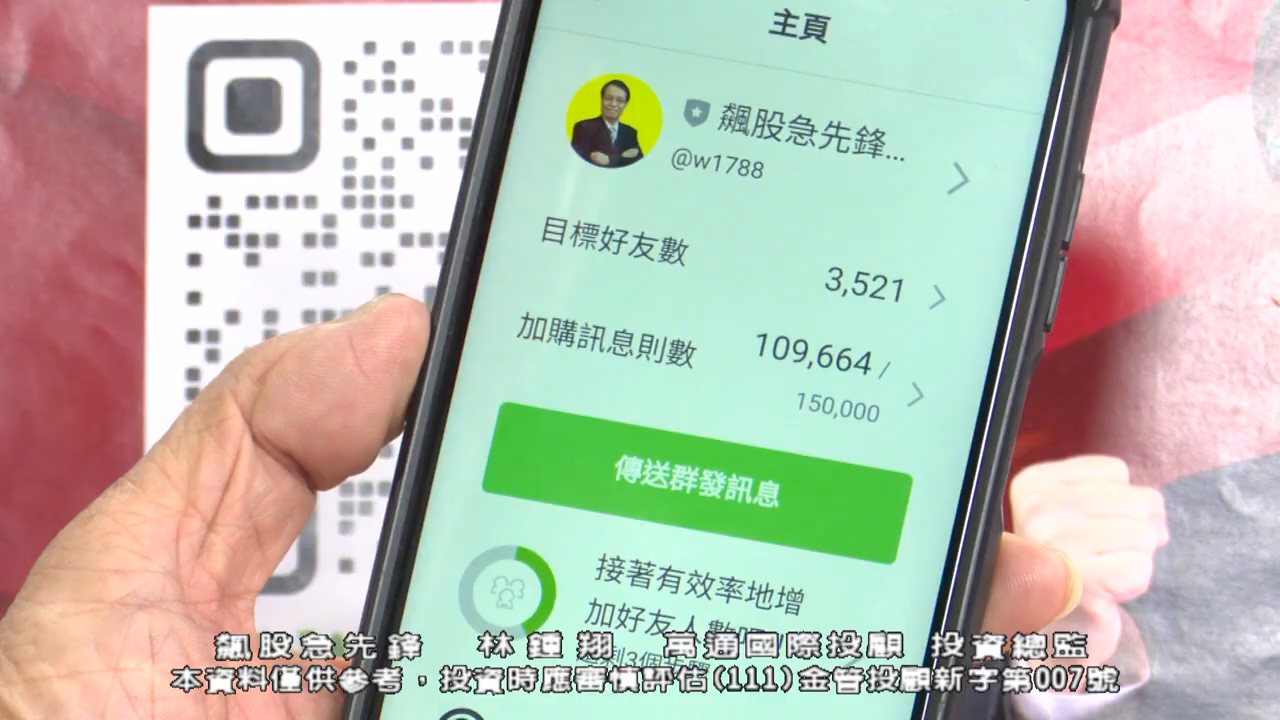 主頁
飆股急先鋒...
@w1788
目標好友數
3,521
加購訊息則數
109,664 /
150,000
傳送群發訊息
接著有效率地增
加好友人數吧!
飆股急先鋒 林鍾翔 萬通國際投顧 投資總監
本資料僅供參考,投資時應審慎評估(111)金管投顧新字第007號